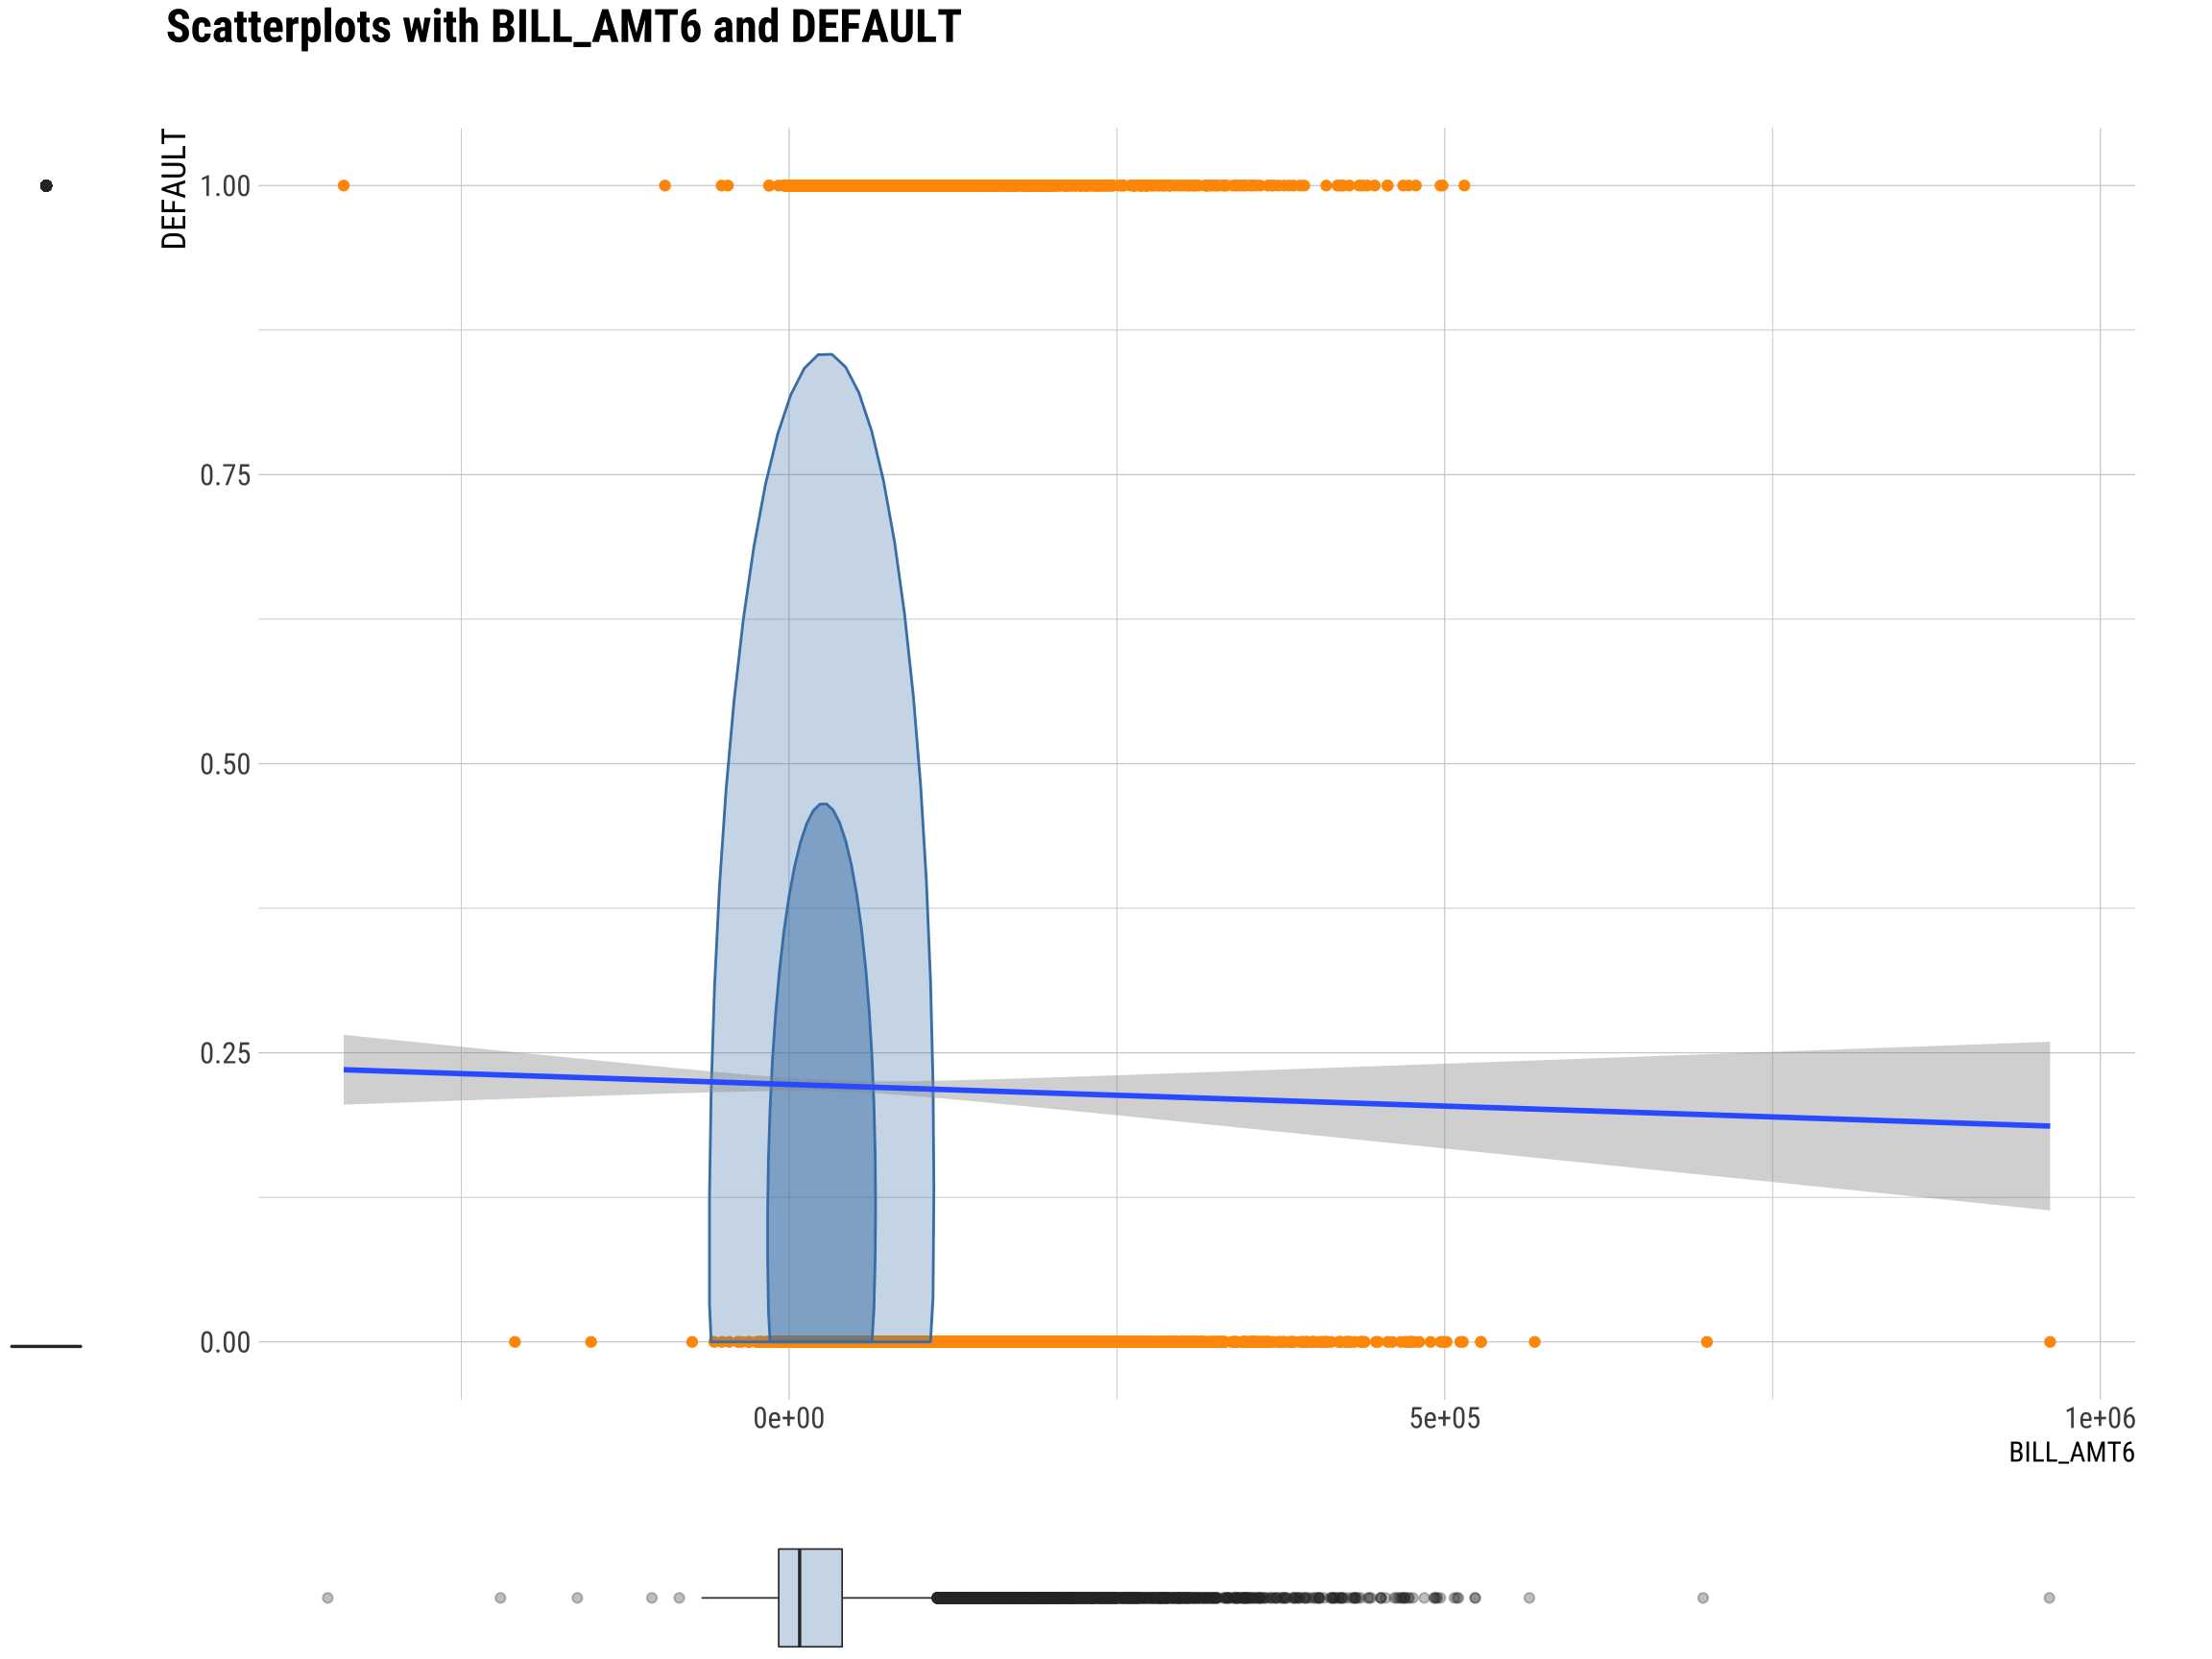 Scatterplots with BILL_AMT6 and DEFAULT
DEFAULT
1.00
0.75
0.50
0.25
0.00
0e+00 5e+05 1e+06
BILL_AMT6